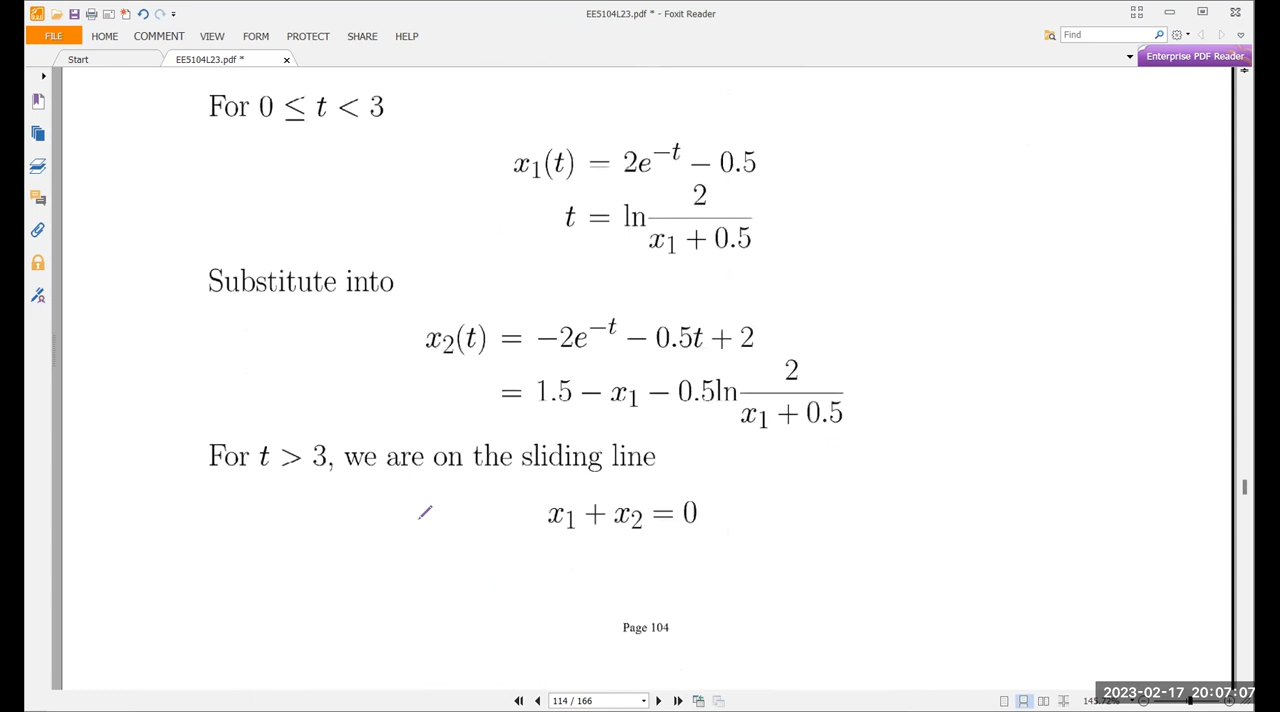 EE5104L23.pdf * - Foxit Reader
FILE HOME COMMENT VIEW FORM PROTECT SHARE HELP Find
Start EE5104L23.pdf * Enterprise PDF Reader
For 0 ≤ t < 3
x₁(t) = 2e^{-t} − 0.5
t = ln 2/(x₁ + 0.5)
Substitute into
x₂(t) = −2e^{-t} − 0.5t + 2
= 1.5 − x₁ − 0.5ln 2/(x₁ + 0.5)
For t > 3, we are on the sliding line
x₁ + x₂ = 0
Page 104
114 / 166
2023-02-17 20:07:07